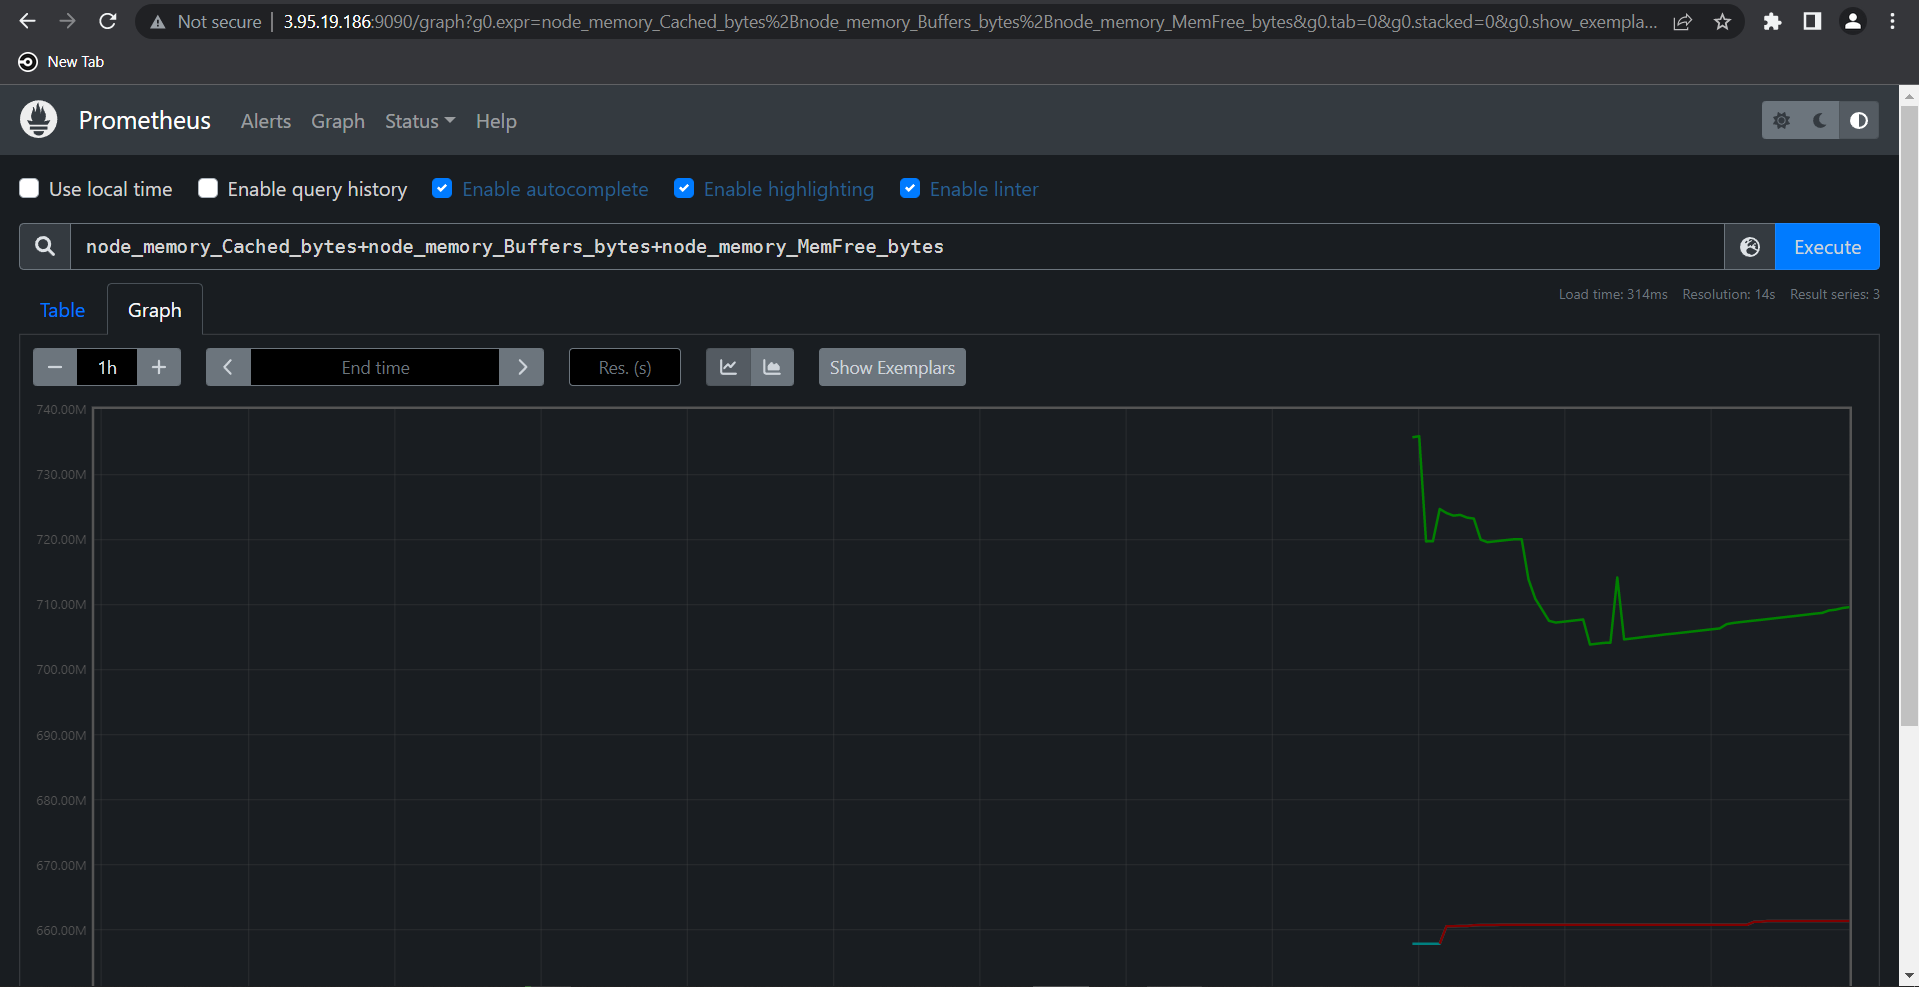 Not secure | 3.95.19.186:9090/graph?g0.expr=node_memory_Cached_bytes%2Bnode_memory_Buffers_bytes%2Bnode_memory_MemFree_bytes&g0.tab=0&g0.stacked=0&g0.show_exempla...
New Tab
Prometheus Alerts Graph Status Help
Use local time Enable query history Enable autocomplete Enable highlighting Enable linter
node_memory_Cached_bytes+node_memory_Buffers_bytes+node_memory_MemFree_bytes Execute
Load time: 314ms Resolution: 14s Result series: 3
Table Graph
1h End time Res. (s) Show Exemplars
740.00M
730.00M
720.00M
710.00M
700.00M
690.00M
680.00M
670.00M
660.00M